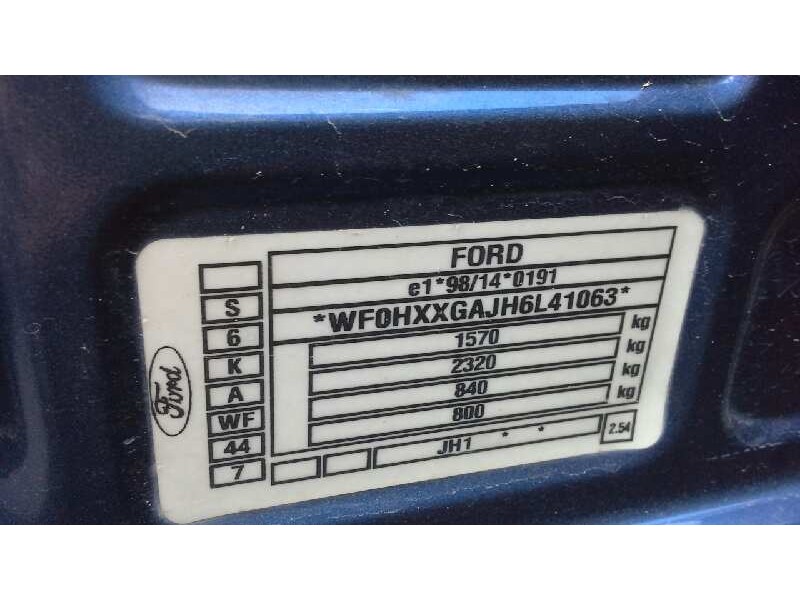 FORD
e1*98/14*0191
*WF0HXXGAJH6L41063*
1570 kg
2320 kg
840 kg
800
JH1 * *
2.54
S
6
K
A
WF
44
7
Ford